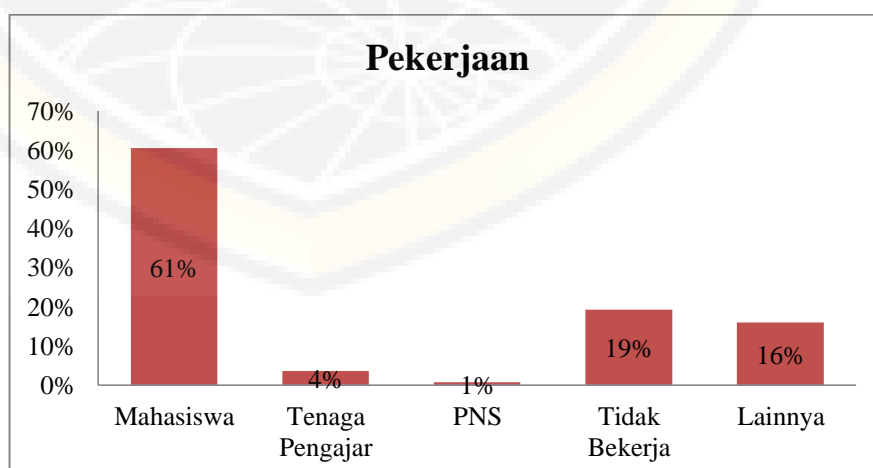 Pekerjaan
70%
60%
50%
40%
30%
20%
10%
0%
61%
4%
1%
19%
16%
Mahasiswa
Tenaga
Pengajar
PNS
Tidak
Bekerja
Lainnya